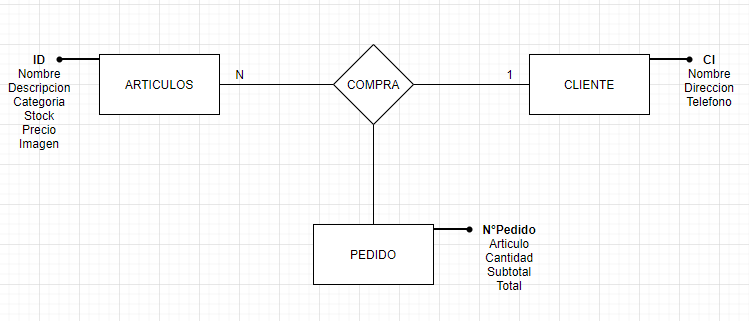 ID
Nombre
Descripcion
Categoria
Stock
Precio
Imagen
ARTICULOS
N
COMPRA
1
CLIENTE
CI
Nombre
Direccion
Telefono
PEDIDO
N°Pedido
Articulo
Cantidad
Subtotal
Total